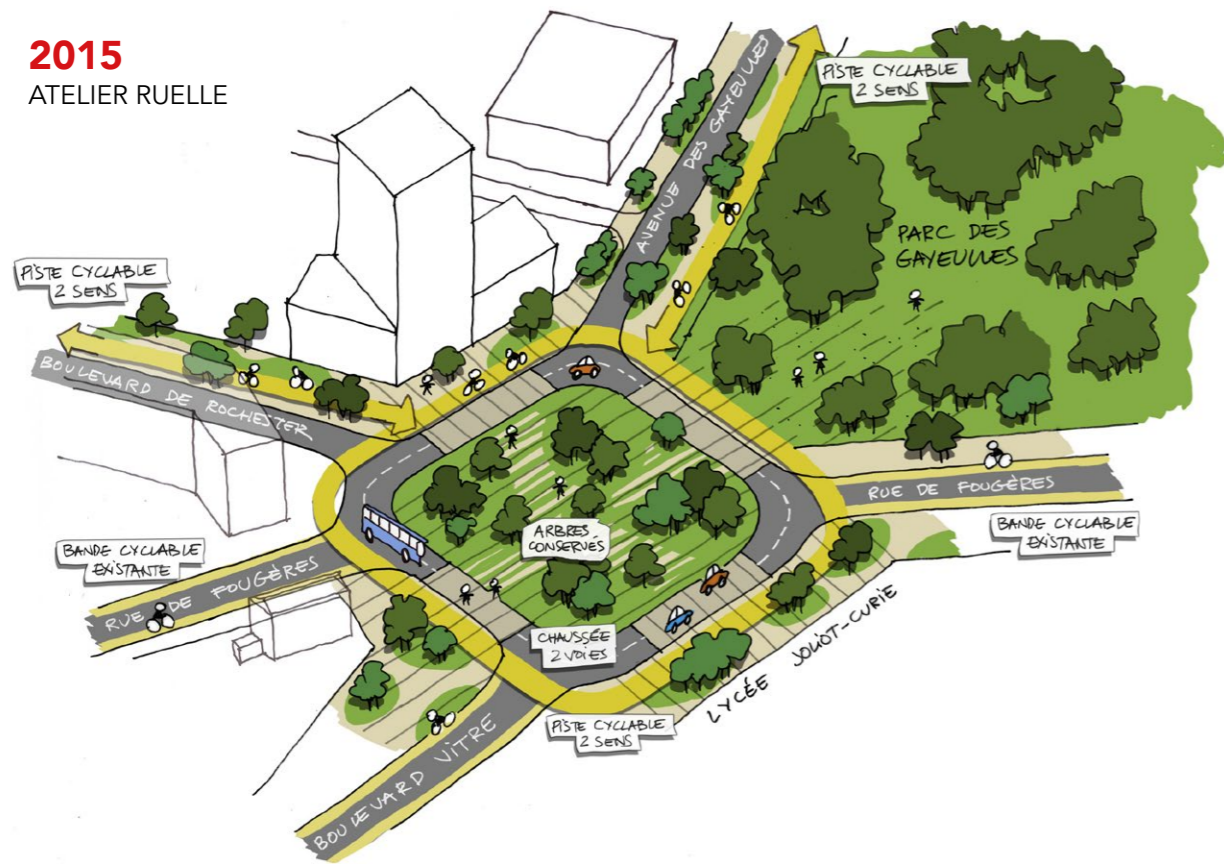 2015
ATELIER RUELLE
PISTE CYCLABLE
2 SENS
AVENUE DES GAYEULLES
PARC DES
GAYEULLES
PISTE CYCLABLE
2 SENS
BOULEVARD DE ROCHESTER
RUE DE FOUGÈRES
BANDE CYCLABLE
EXISTANTE
ARBRES
CONSERVÉS
BANDE CYCLABLE
EXISTANTE
RUE DE FOUGÈRES
CHAUSSÉE
2 VOIES
LYCÉE JOLIOT-CURIE
PISTE CYCLABLE
2 SENS
BOULEVARD VITRE